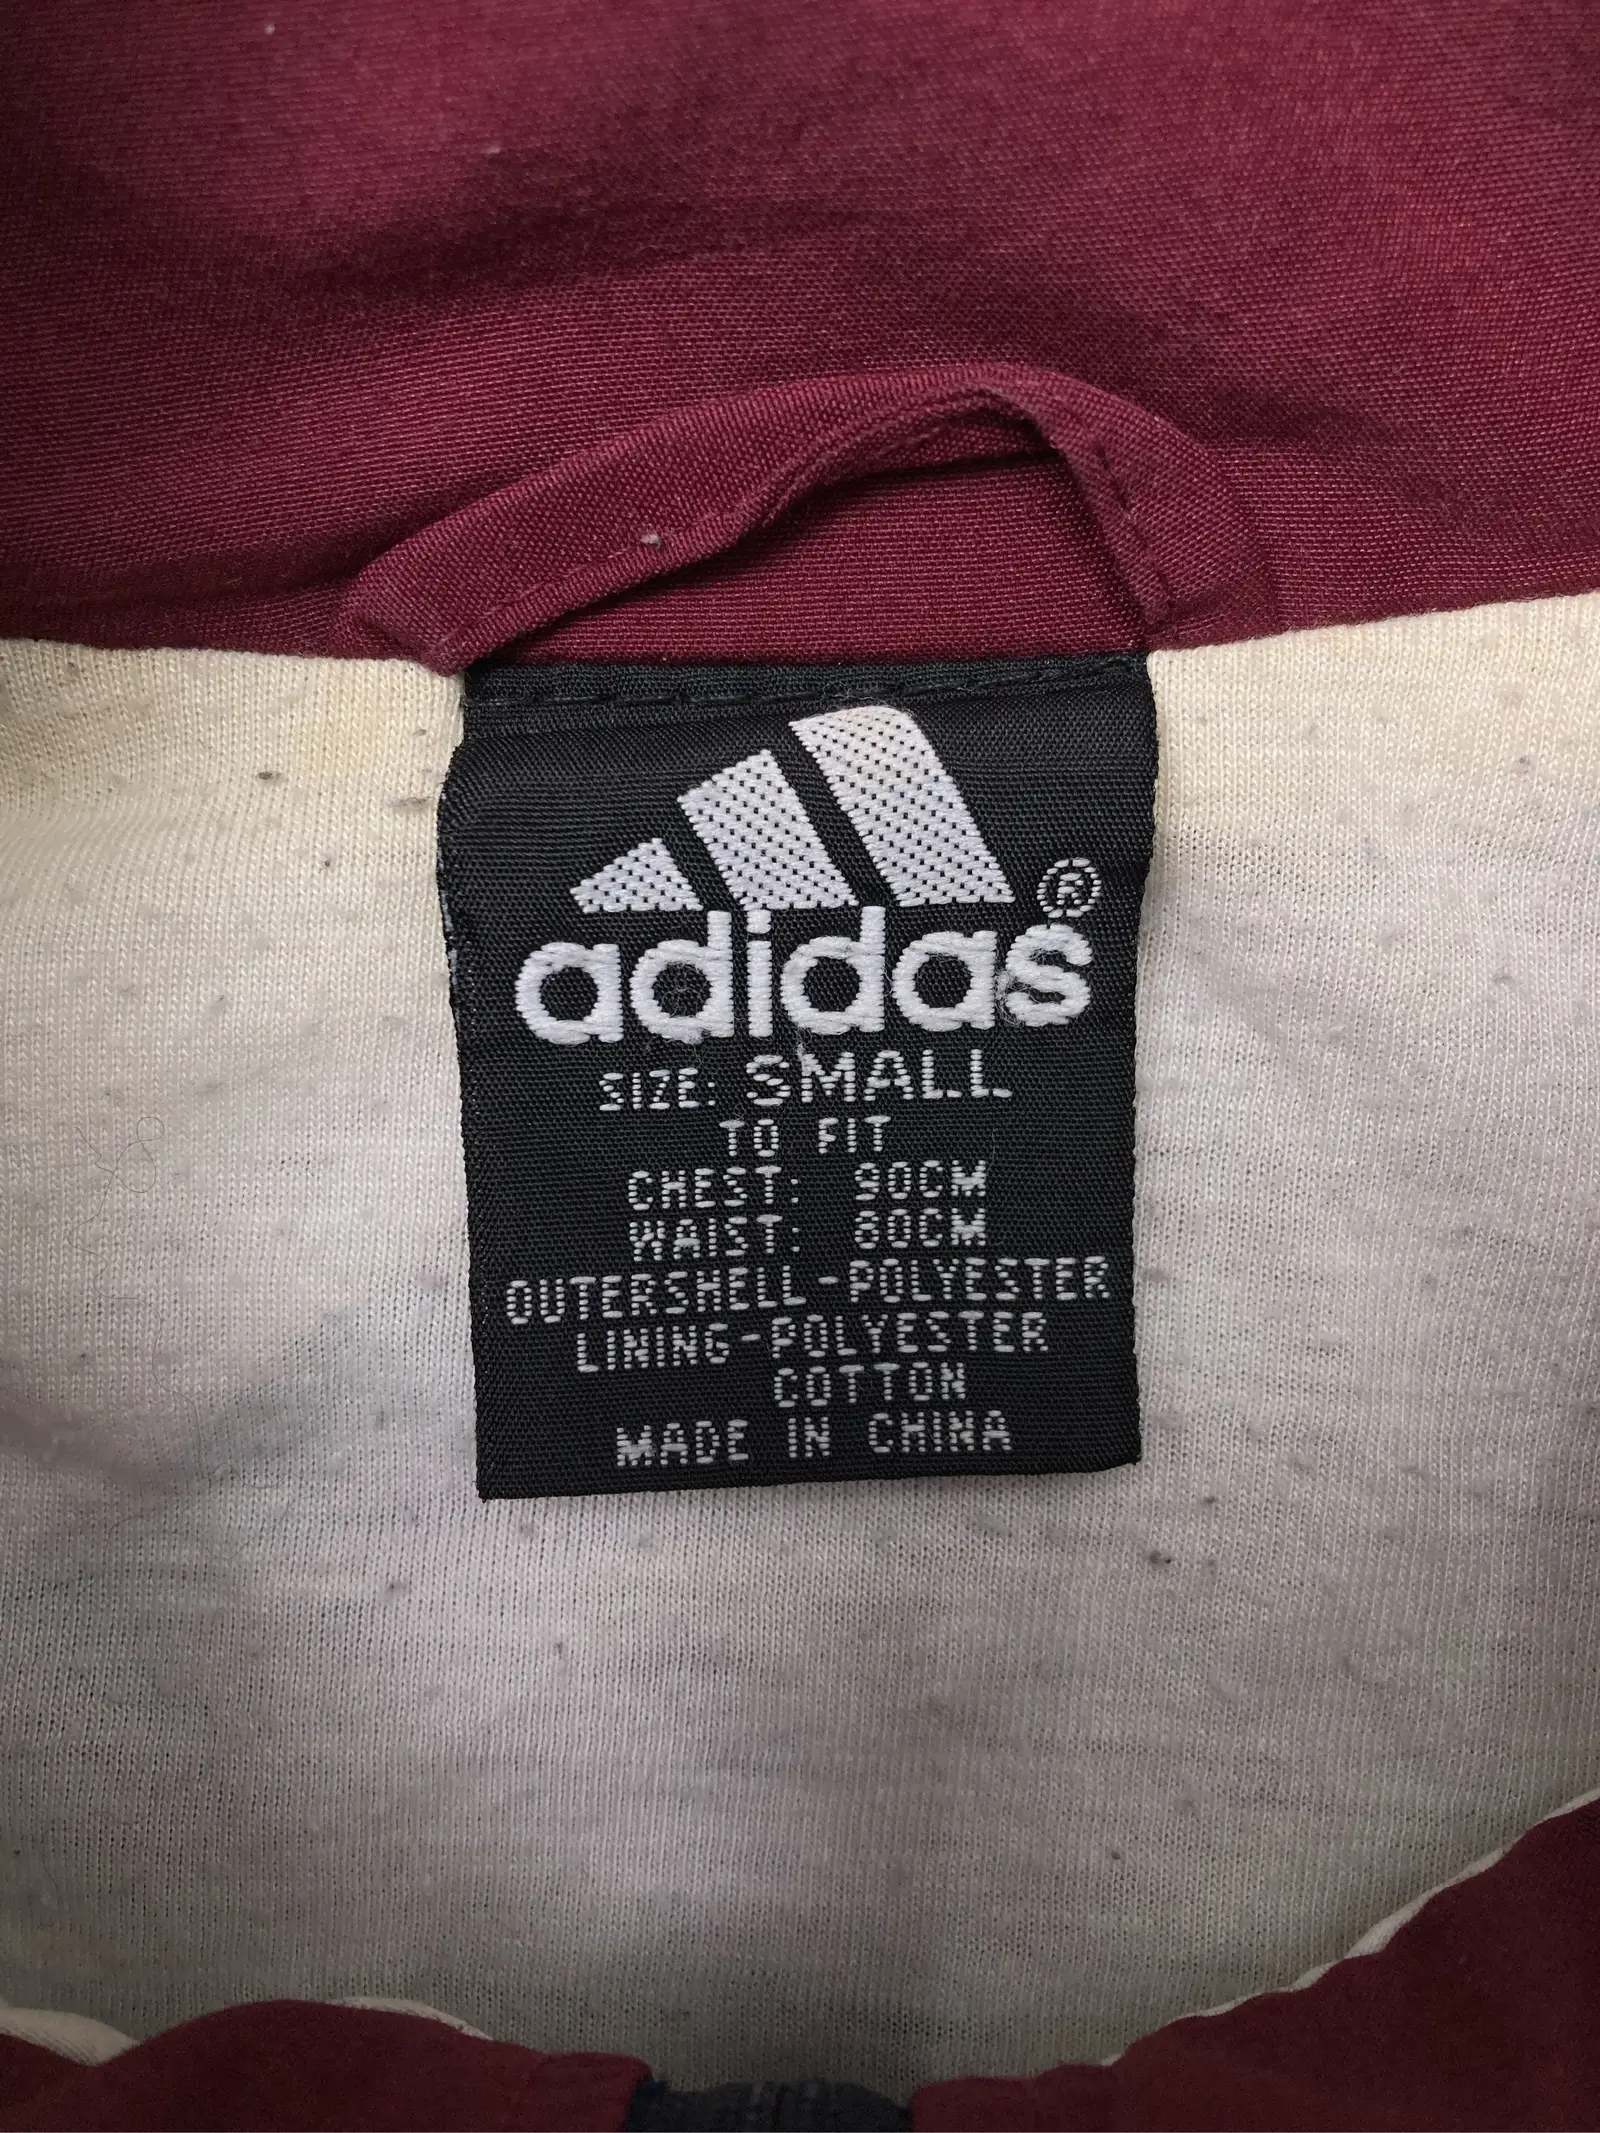 ®
adidas
SIZE: SMALL
TO FIT
CHEST: 90CM
WAIST: 80CM
OUTERSHELL-POLYESTER
LINING-POLYESTER
COTTON
MADE IN CHINA